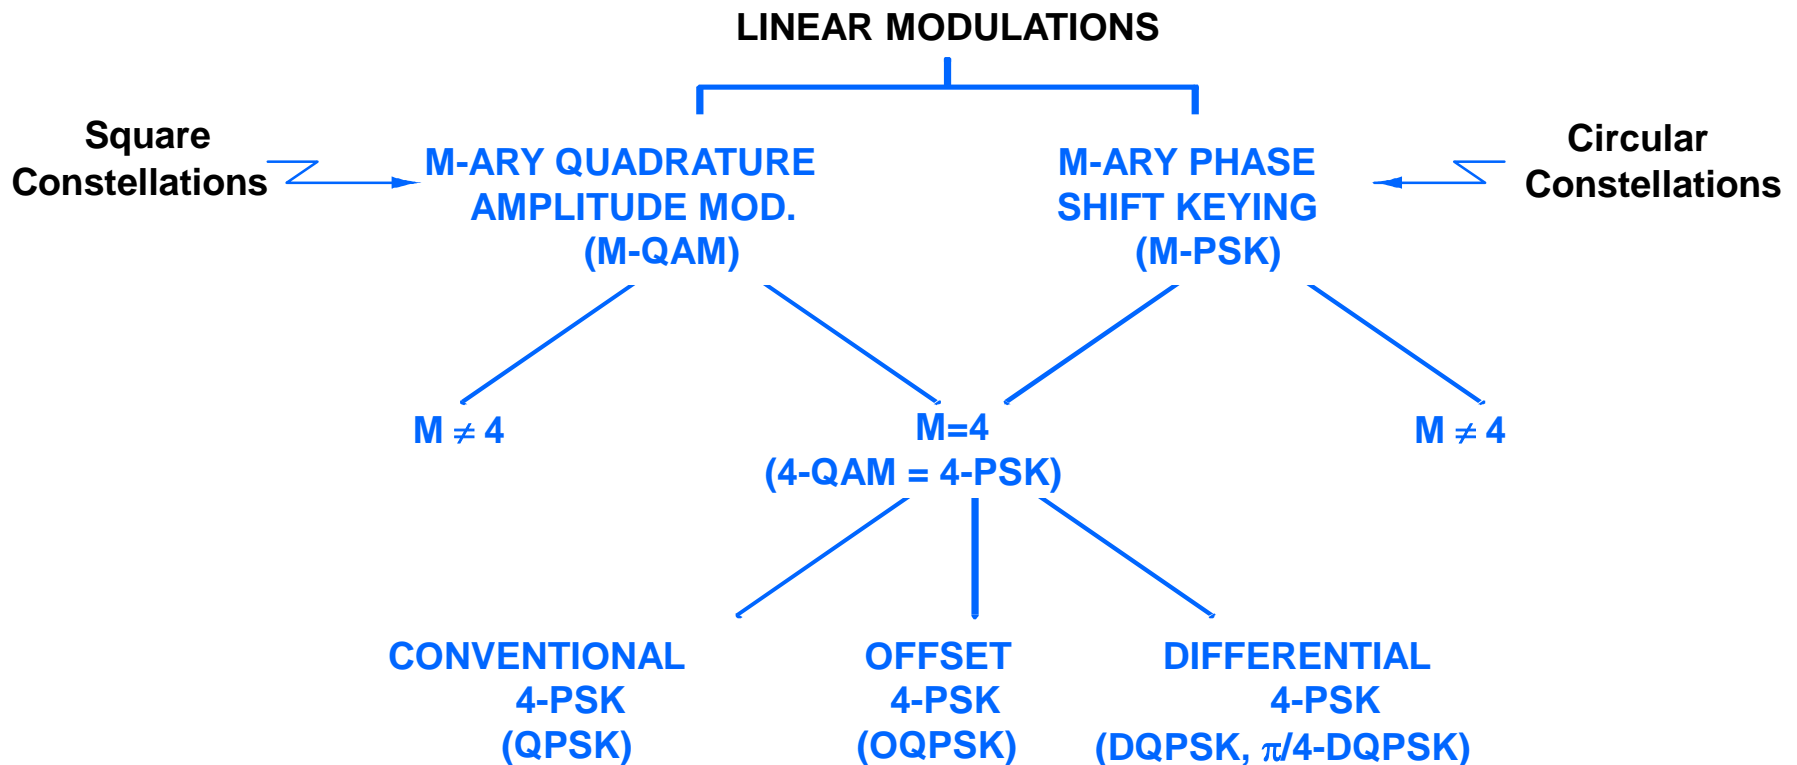 LINEAR MODULATIONS
Square
Constellations
M-ARY QUADRATURE
AMPLITUDE MOD.
(M-QAM)
M-ARY PHASE
SHIFT KEYING
(M-PSK)
Circular
Constellations
M ≠ 4
M=4
(4-QAM = 4-PSK)
M ≠ 4
CONVENTIONAL
4-PSK
(QPSK)
OFFSET
4-PSK
(OQPSK)
DIFFERENTIAL
4-PSK
(DQPSK, π/4-DQPSK)